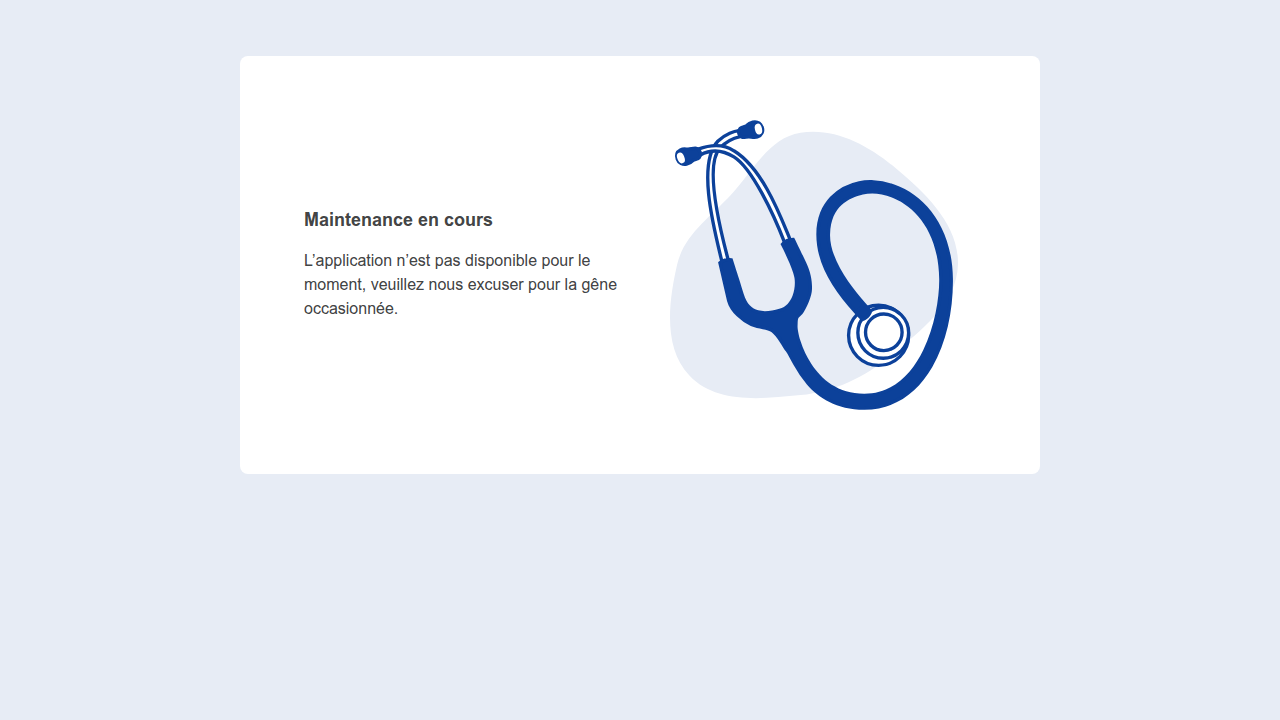 Maintenance en cours
L’application n’est pas disponible pour le
moment, veuillez nous excuser pour la gêne
occasionnée.